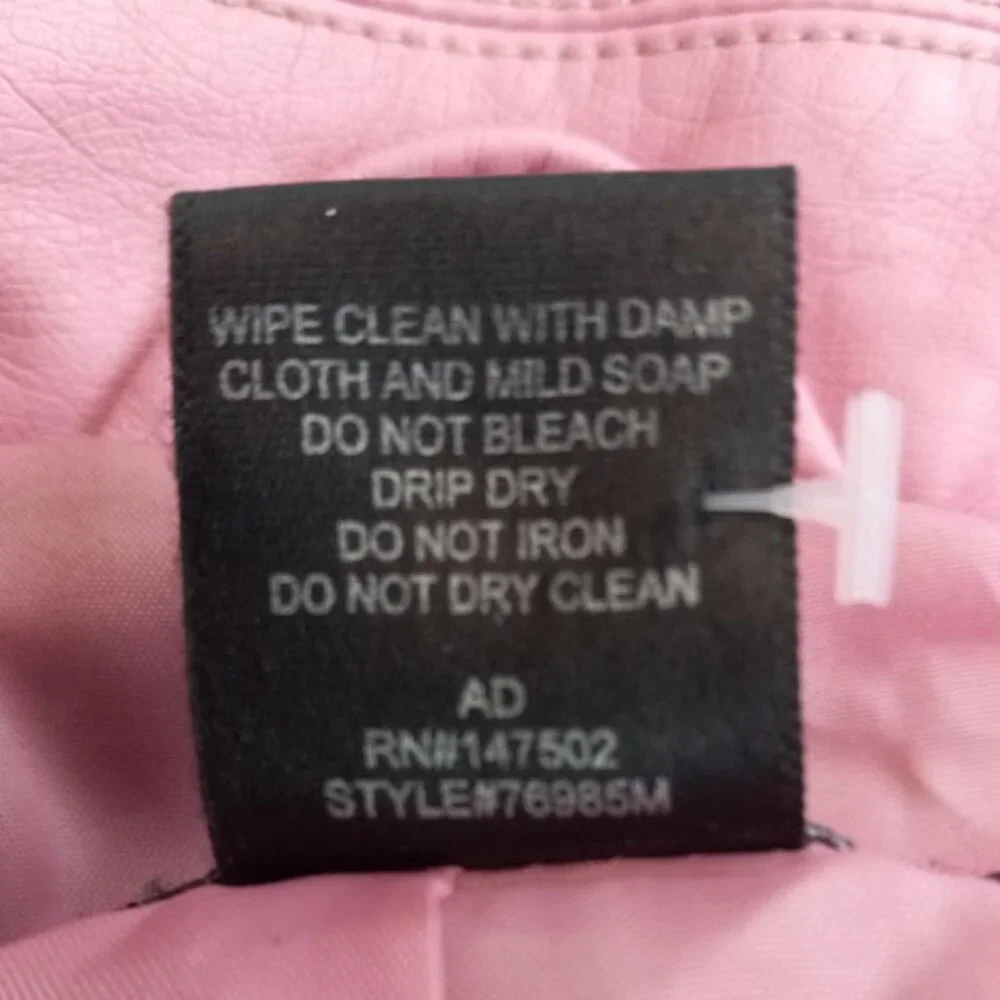 WIPE CLEAN WITH DAMP
CLOTH AND MILD SOAP
DO NOT BLEACH
DRIP DRY
DO NOT IRON
DO NOT DRY CLEAN
AD
RN#147502
STYLE#76985M